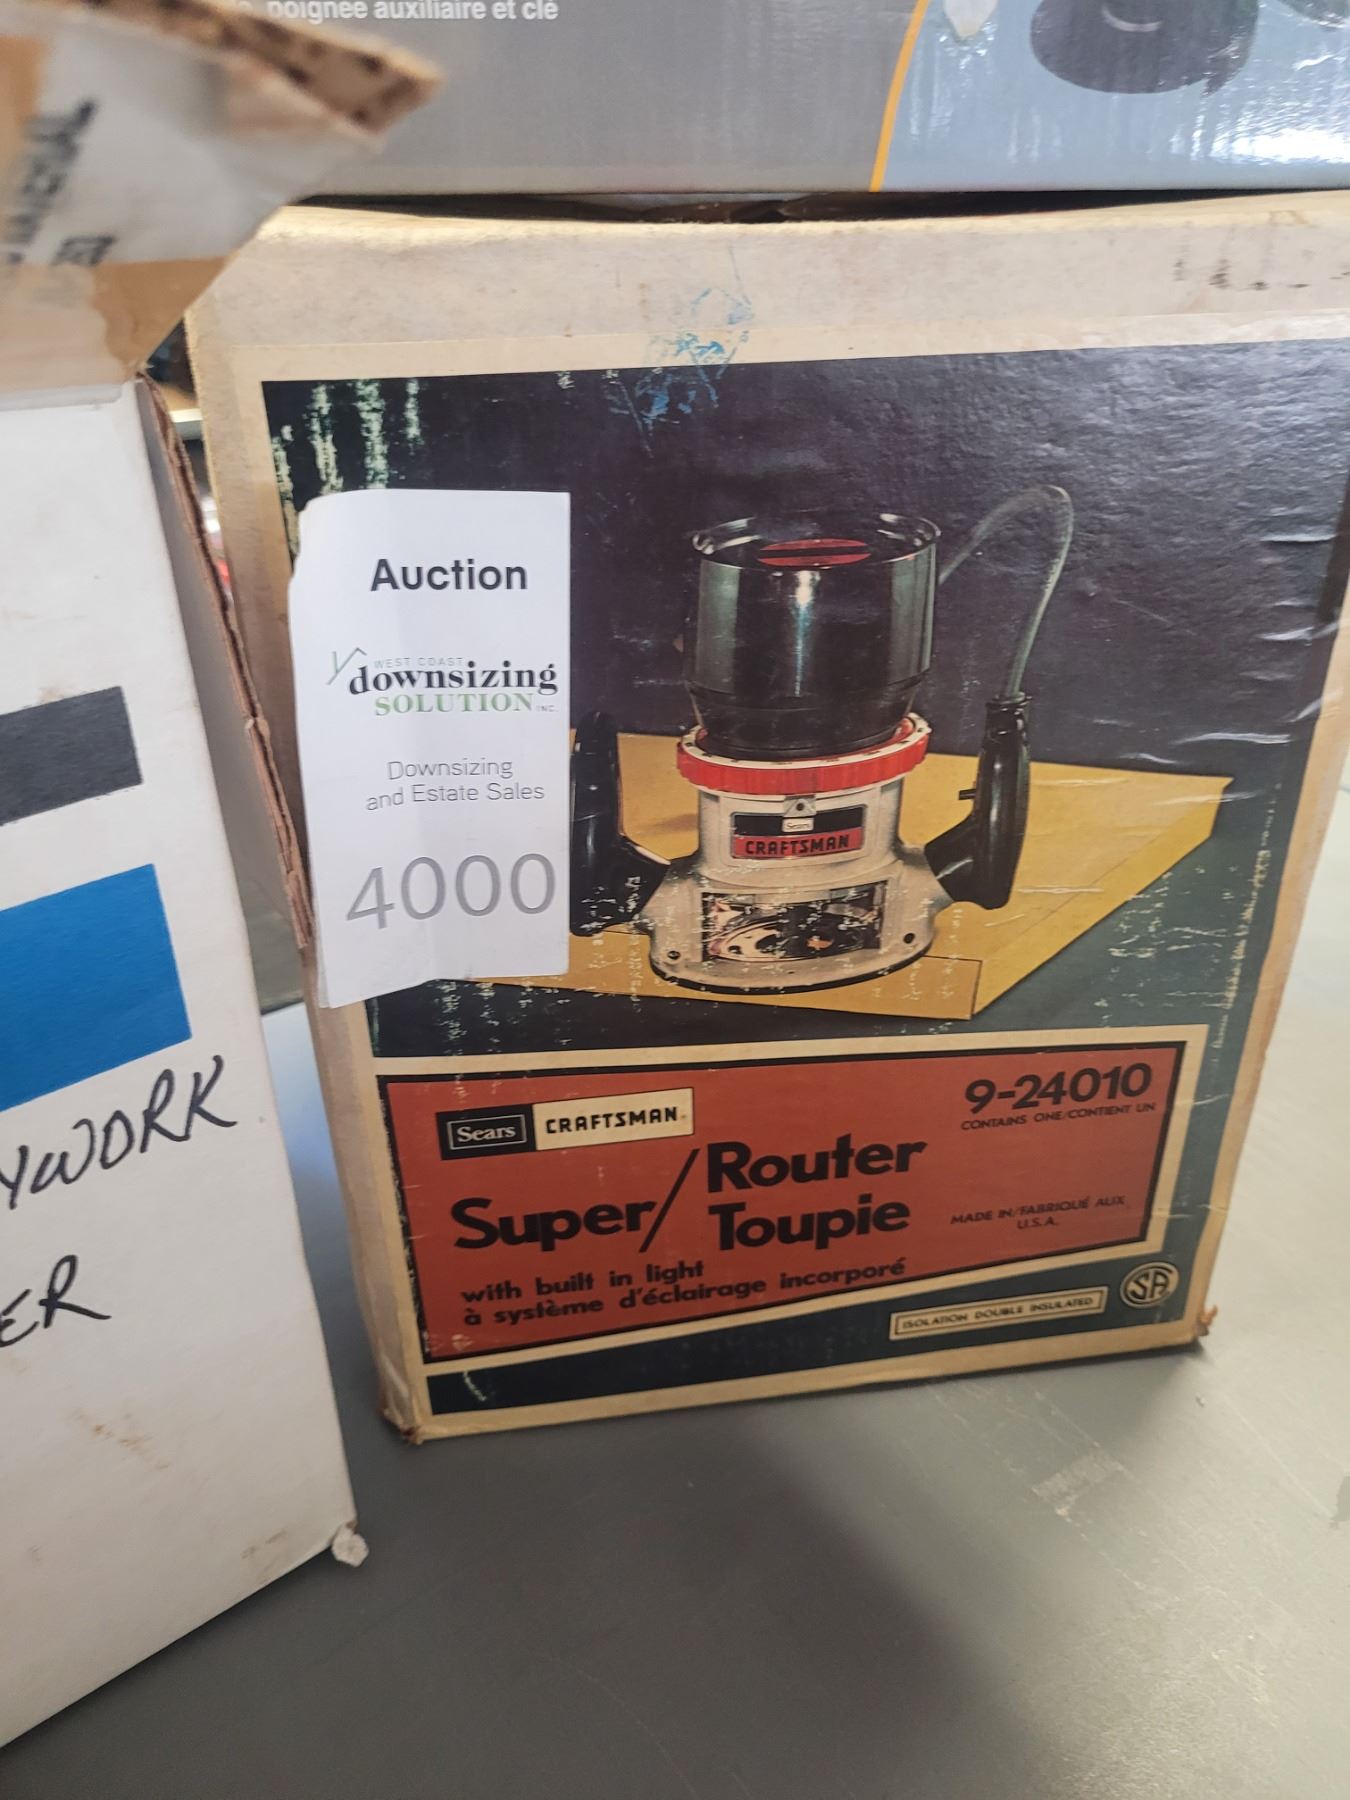 poignée auxiliaire et clé
Auction
WEST COAST
downsizing
SOLUTION INC.
Downsizing
and Estate Sales
4000
Sears
CRAFTSMAN
Sears CRAFTSMAN
9-24010
CONTAINS ONE/CONTIENT UN
Super/Router
Toupie
MADE IN/FABRIQUÉ AUX
U.S.A.
with built in light
à système d'éclairage incorporé
ISOLATION DOUBLE INSULATED
SA
YWORK
ER